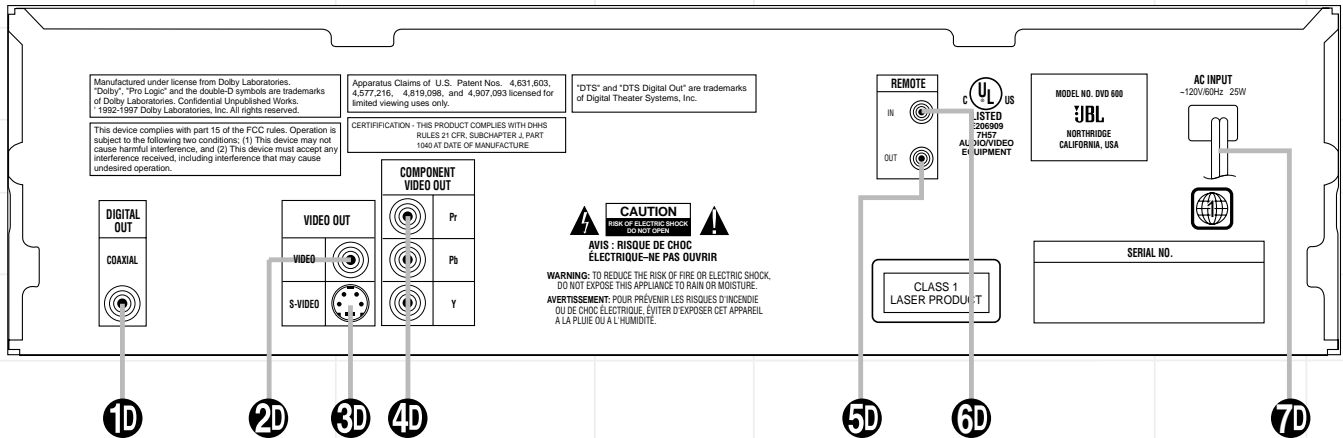 Manufactured under license from Dolby Laboratories.
"Dolby", "Pro Logic" and the double-D symbols are trademarks
of Dolby Laboratories. Confidential Unpublished Works.
' 1992-1997 Dolby Laboratories, Inc. All rights reserved.
This device complies with part 15 of the FCC rules. Operation is
subject to the following two conditions; (1) This device may not
cause harmful interference, and (2) This device must accept any
interference received, including interference that may cause
undesired operation.
Apparatus Claims of U.S. Patent Nos. 4,631,603,
4,577,216, 4,819,098, and 4,907,093 licensed for
limited viewing uses only.
CERTIFIFICATION - THIS PRODUCT COMPLIES WITH DHHS
RULES 21 CFR, SUBCHAPTER J, PART
1040 AT DATE OF MANUFACTURE
"DTS" and "DTS Digital Out" are trademarks
of Digital Theater Systems, Inc.
REMOTE
IN
OUT
C UL US
LISTED
E206909
7H57
AUDIO/VIDEO
EQUIPMENT
MODEL NO. DVD 600
JBL
NORTHRIDGE
CALIFORNIA, USA
AC INPUT
~120V/60Hz 25W
1
DIGITAL
OUT
COAXIAL
VIDEO OUT
VIDEO
S-VIDEO
COMPONENT
VIDEO OUT
Pr
Pb
Y
CAUTION
RISK OF ELECTRIC SHOCK
DO NOT OPEN
AVIS : RISQUE DE CHOC
ÉLECTRIQUE–NE PAS OUVRIR
WARNING: TO REDUCE THE RISK OF FIRE OR ELECTRIC SHOCK,
DO NOT EXPOSE THIS APPLIANCE TO RAIN OR MOISTURE.
AVERTISSEMENT: POUR PRÉVENIR LES RISQUES D'INCENDIE
OU DE CHOC ÉLECTRIQUE, ÉVITER D'EXPOSER CET APPAREIL
A LA PLUIE OU A L'HUMIDITÉ.
CLASS 1
LASER PRODUCT
SERIAL NO.
1D
2D
3D
4D
5D
6D
7D